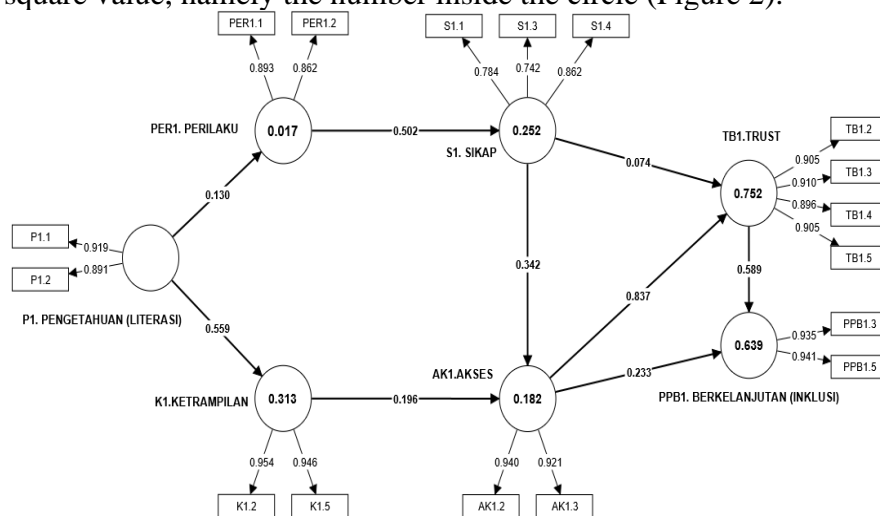 square value, namely the number inside the circle (Figure 2).
PER1.1 PER1.2 S1.1 S1.3 S1.4
0.893 0.862 0.784 0.742 0.862
PER1. PERILAKU 0.017 0.502 0.252
S1. SIKAP
TB1.TRUST
TB1.2
0.905
TB1.3
0.910
0.074
0.752
0.896
TB1.4
0.905
TB1.5
0.130
P1.1
0.919
P1.2
0.891
P1. PENGETAHUAN (LITERASI)
0.342
0.589
0.837
0.559
PPB1.3
0.935
0.639
0.941
PPB1.5
PPB1. BERKELANJUTAN (INKLUSI)
AK1.AKSES
0.233
K1.KETRAMPILAN 0.313 0.196 0.182
0.954 0.946 0.940 0.921
K1.2 K1.5 AK1.2 AK1.3